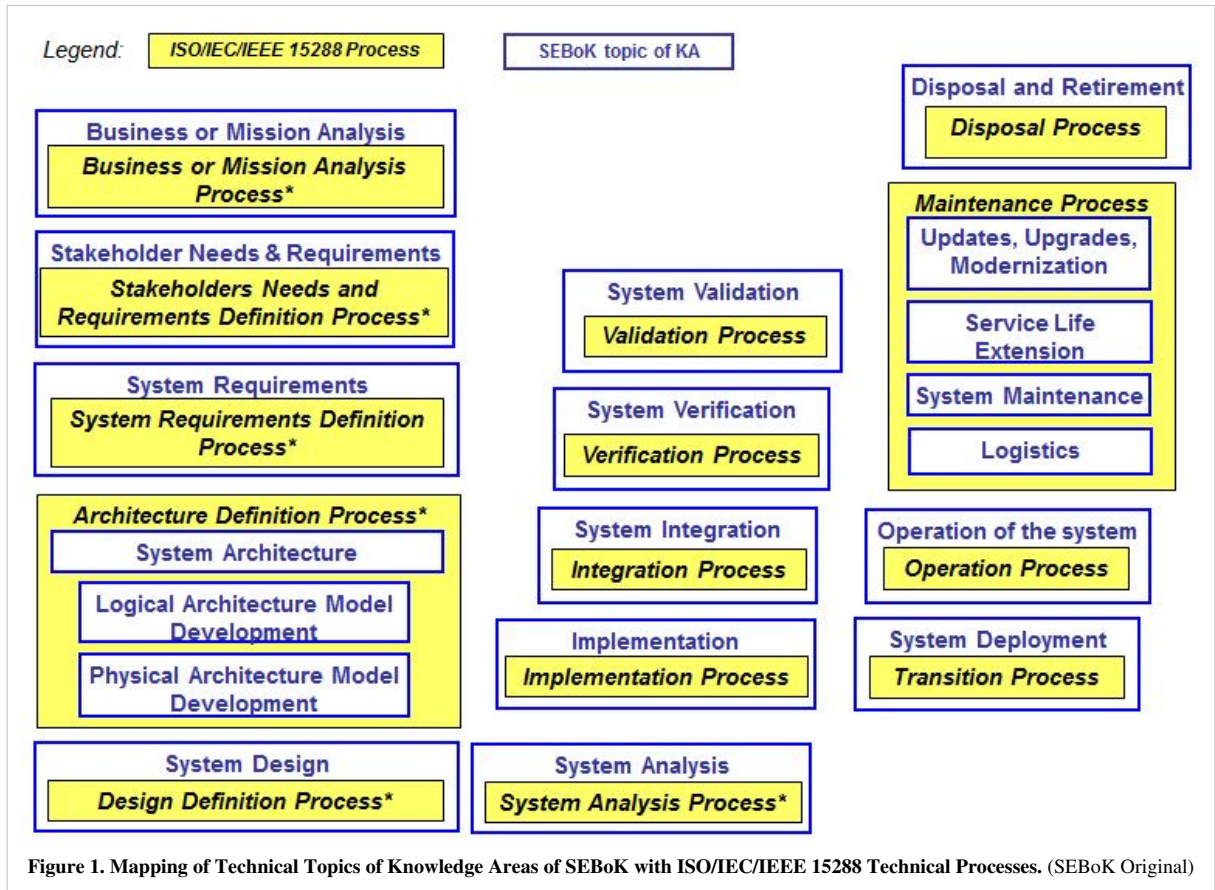 Legend:
ISO/IEC/IEEE 15288 Process
SEBoK topic of KA
Business or Mission Analysis
Business or Mission Analysis
Process*
Stakeholder Needs & Requirements
Stakeholders Needs and
Requirements Definition Process*
System Requirements
System Requirements Definition
Process*
Architecture Definition Process*
System Architecture
Logical Architecture Model
Development
Physical Architecture Model
Development
System Design
Design Definition Process*
System Validation
Validation Process
System Verification
Verification Process
System Integration
Integration Process
Implementation
Implementation Process
System Analysis
System Analysis Process*
Disposal and Retirement
Disposal Process
Maintenance Process
Updates, Upgrades,
Modernization
Service Life
Extension
System Maintenance
Logistics
Operation of the system
Operation Process
System Deployment
Transition Process
Figure 1. Mapping of Technical Topics of Knowledge Areas of SEBoK with ISO/IEC/IEEE 15288 Technical Processes. (SEBoK Original)